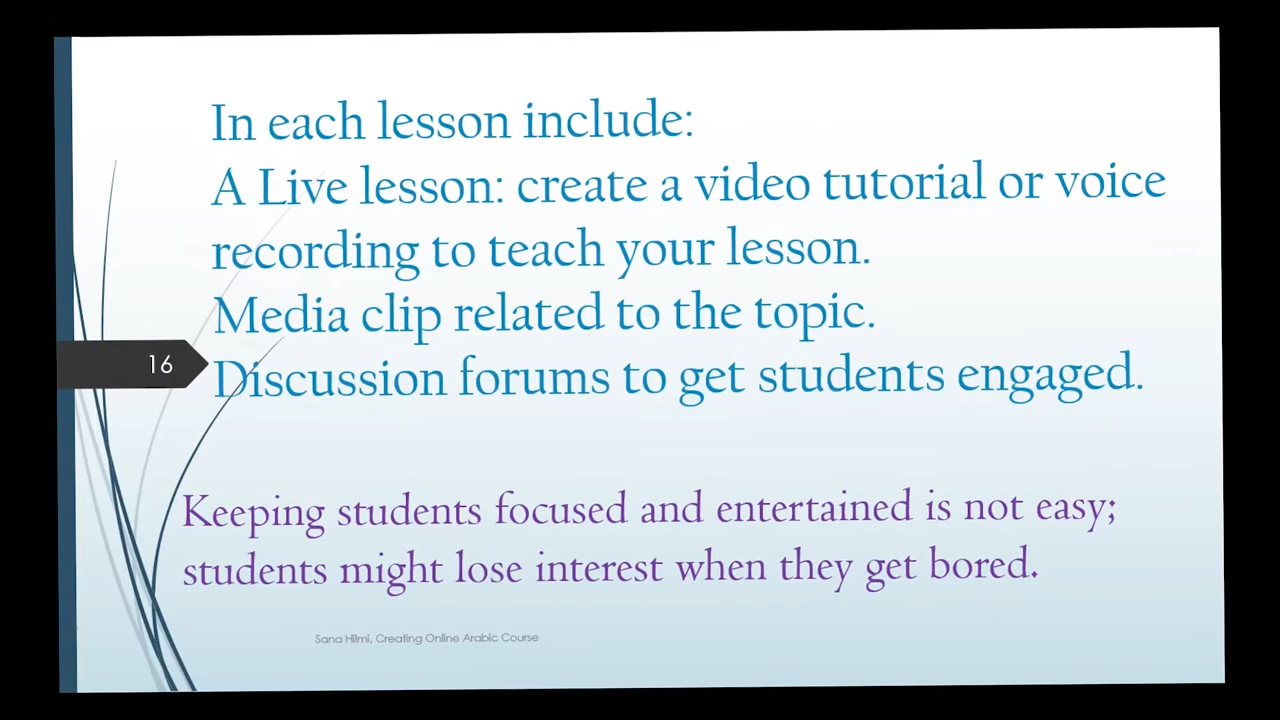 In each lesson include:
A Live lesson: create a video tutorial or voice
recording to teach your lesson.
Media clip related to the topic.
16
Discussion forums to get students engaged.
Keeping students focused and entertained is not easy;
students might lose interest when they get bored.
Sana Hilmi, Creating Online Arabic Course